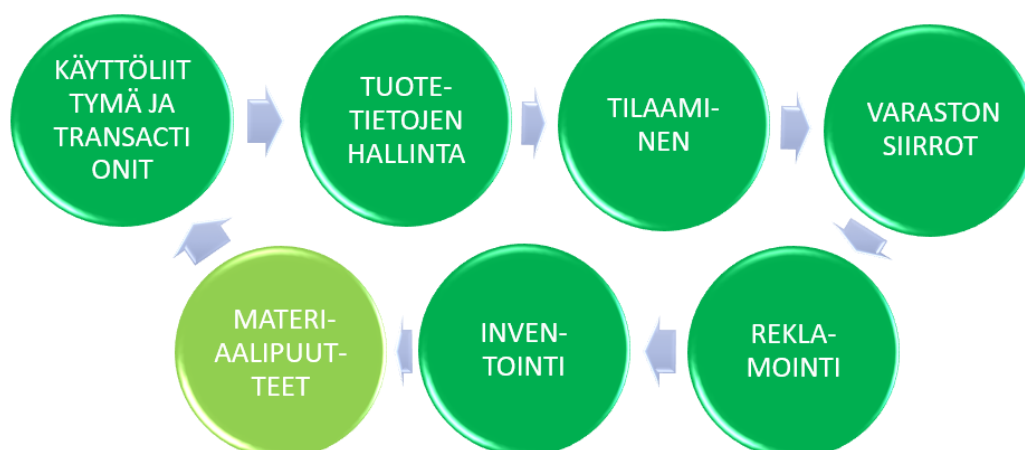 KÄYTTÖLIIT
TYMÄ JA
TRANSACTI
ONIT
TUOTE-
TIETOJEN
HALLINTA
TILAAMI-
NEN
VARASTON
SIIRROT
REKLA-
MOINTI
INVEN-
TOINTI
MATERI-
AALIPUUT-
TEET